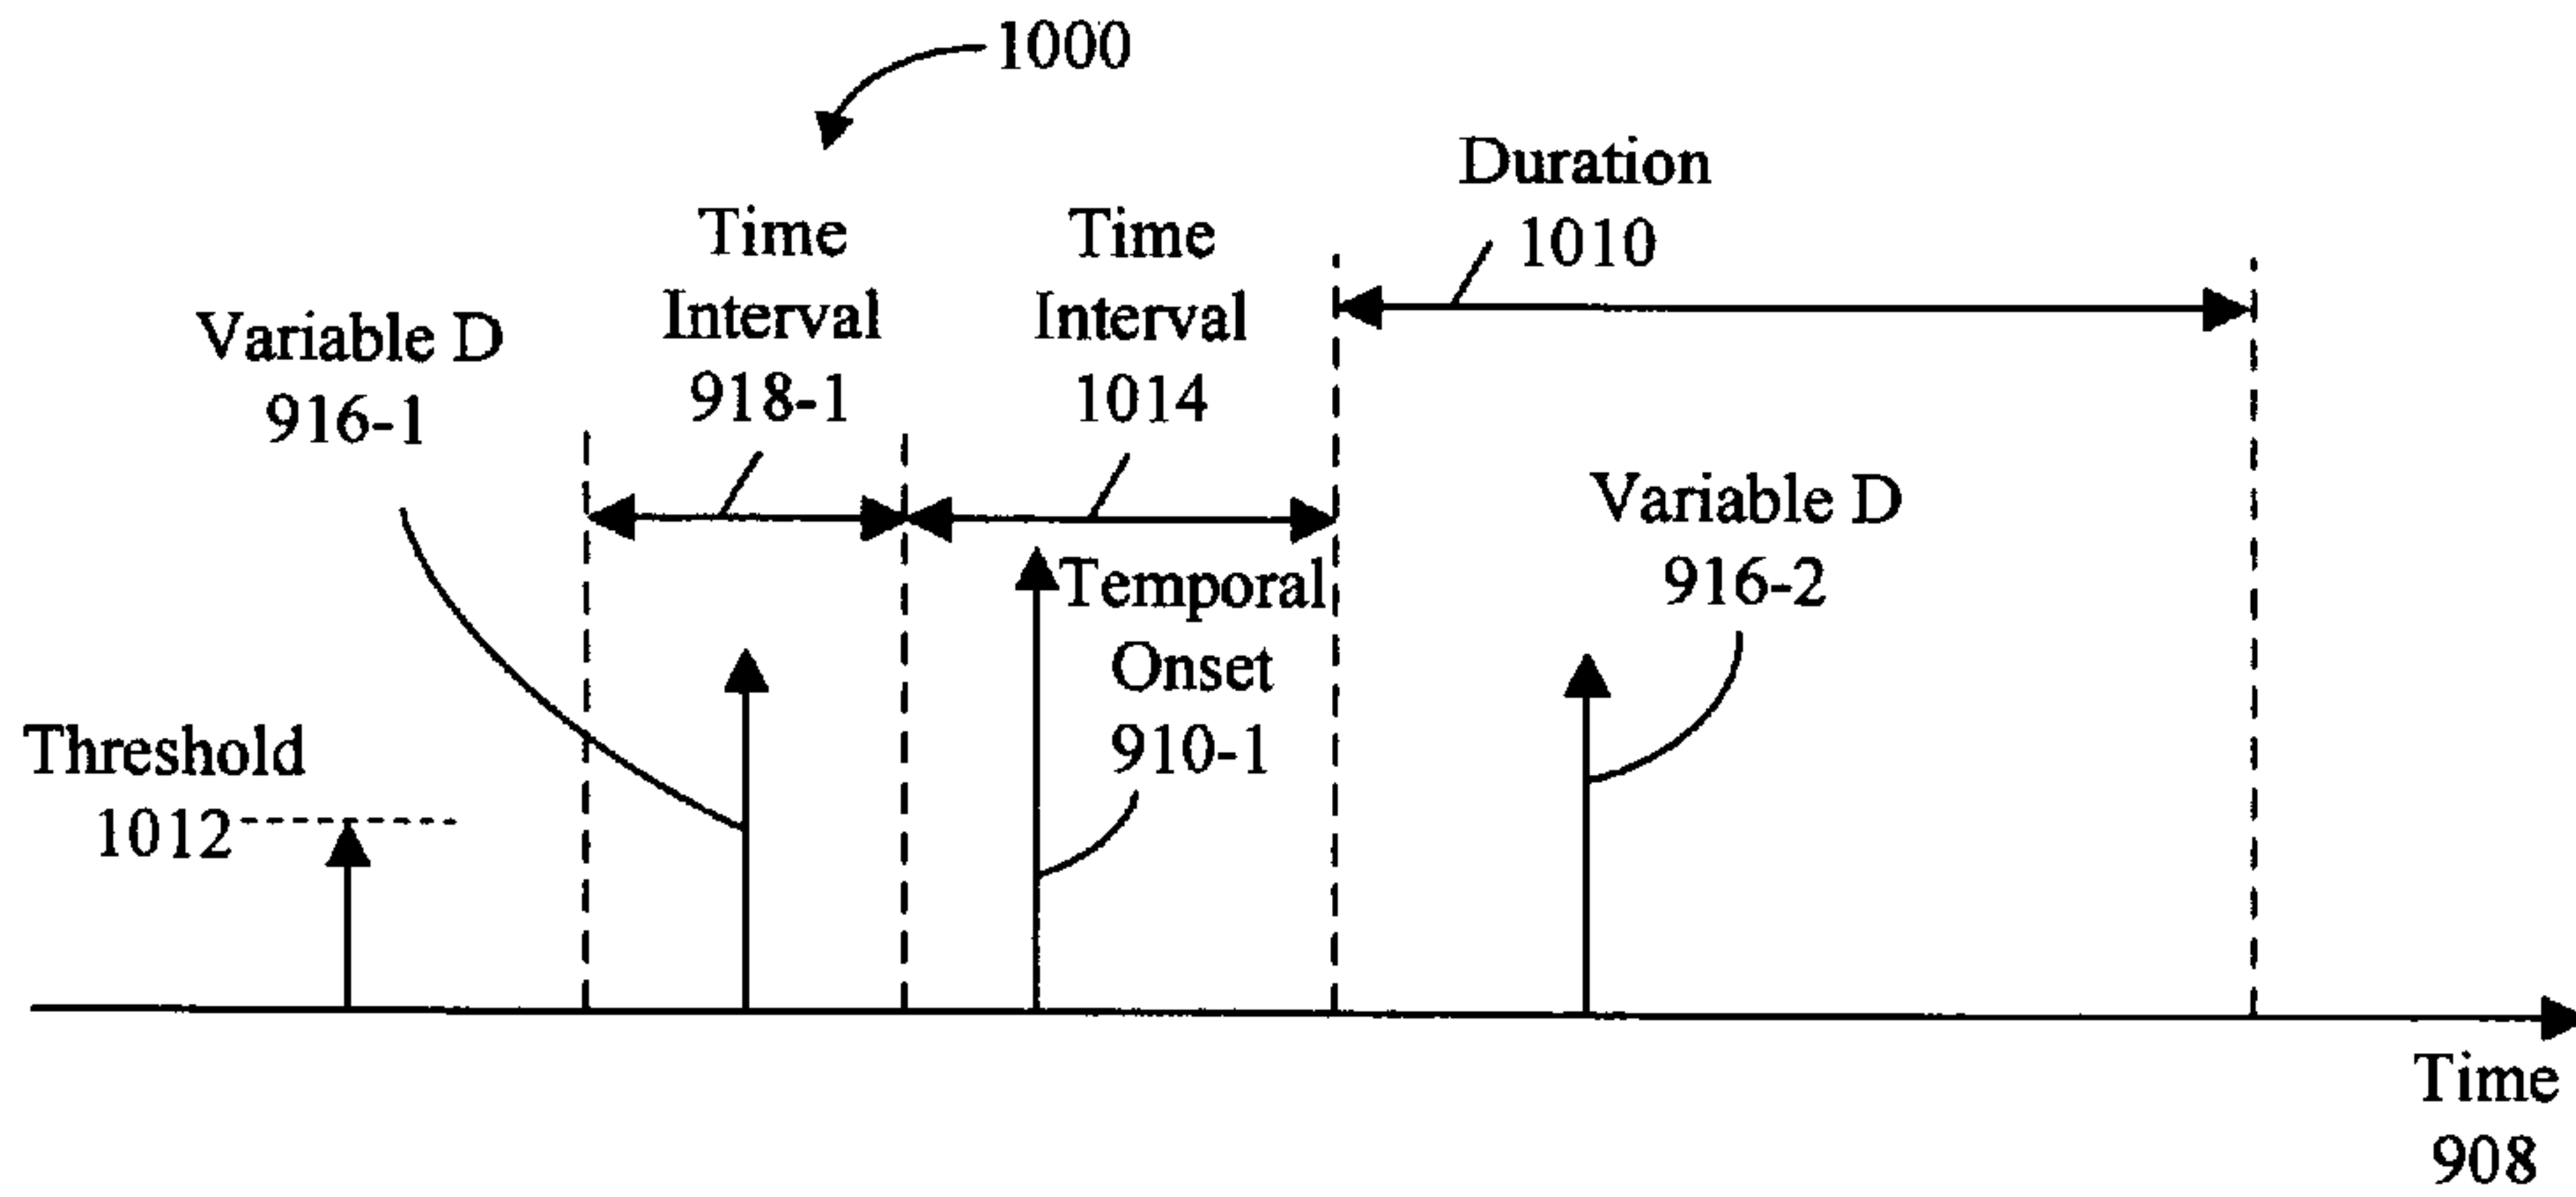 1000
Duration
1010
Time
Interval
918-1
Time
Interval
1014
Variable D
916-1
Variable D
916-2
Temporal
Onset
910-1
Threshold
1012
Time
908